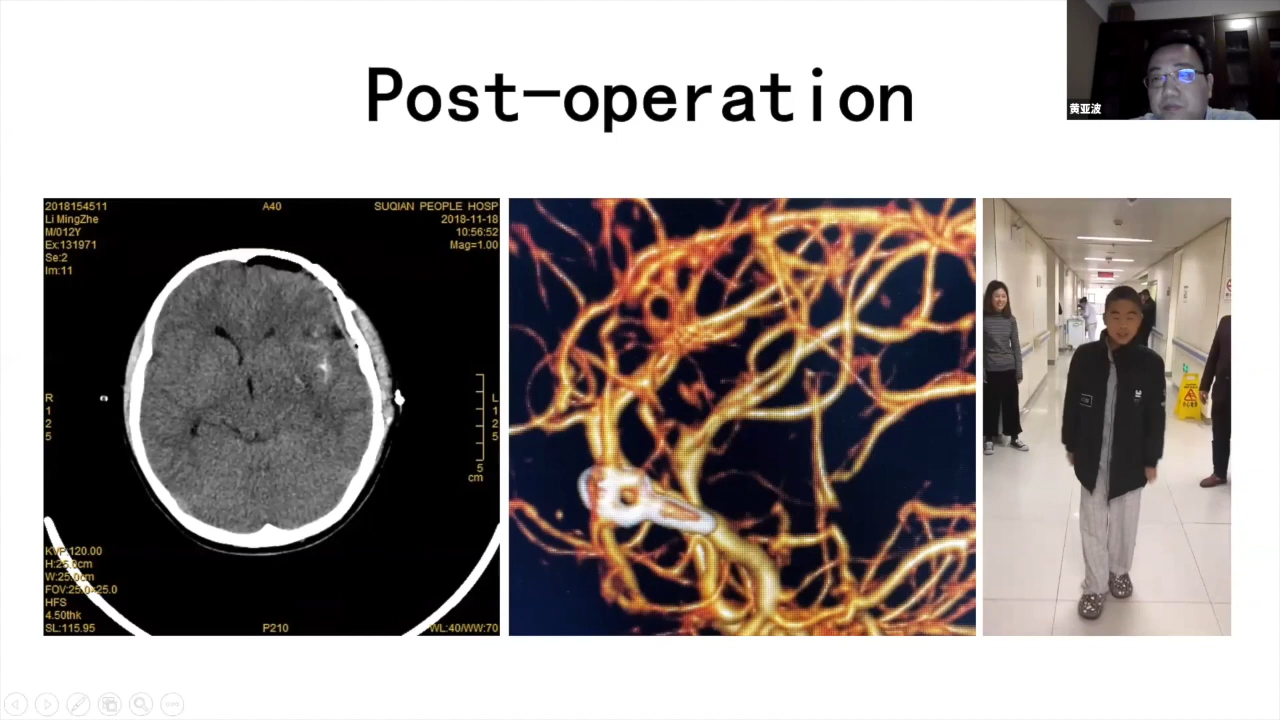 Post-operation
黄亚波
2018154511
Li MingZhe
M/012Y
Ex:131971
Se:2
Im:11
A40
SUQIAN PEOPLE HOSP
2018-11-18
10:56:52
Mag=1.00
R
1
2
5
L
1
2
5
5
cm
KVP:120.00
H:25.0cm
W:25.0cm
FOV:25.0×25.0
HFS
4.50thk
SL:115.95
P210
WL:40/WW:70